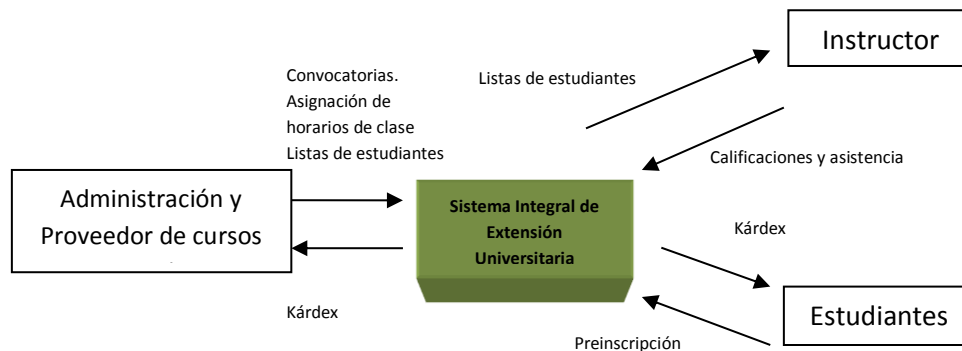 Instructor
Convocatorias.
Asignación de
horarios de clase
Listas de estudiantes
Listas de estudiantes
Calificaciones y asistencia
Administración y
Proveedor de cursos
Sistema Integral de
Extensión
Universitaria
Kárdex
Kárdex
Estudiantes
Preinscripción